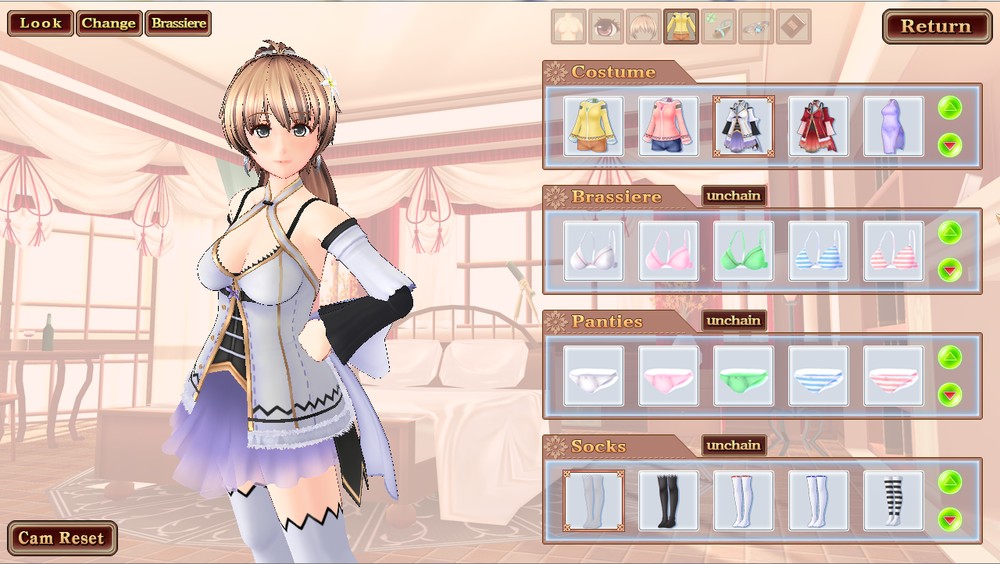 Look
Change
Brassiere
Return
Costume
Brassiere
unchain
Panties
unchain
Socks
unchain
Cam Reset